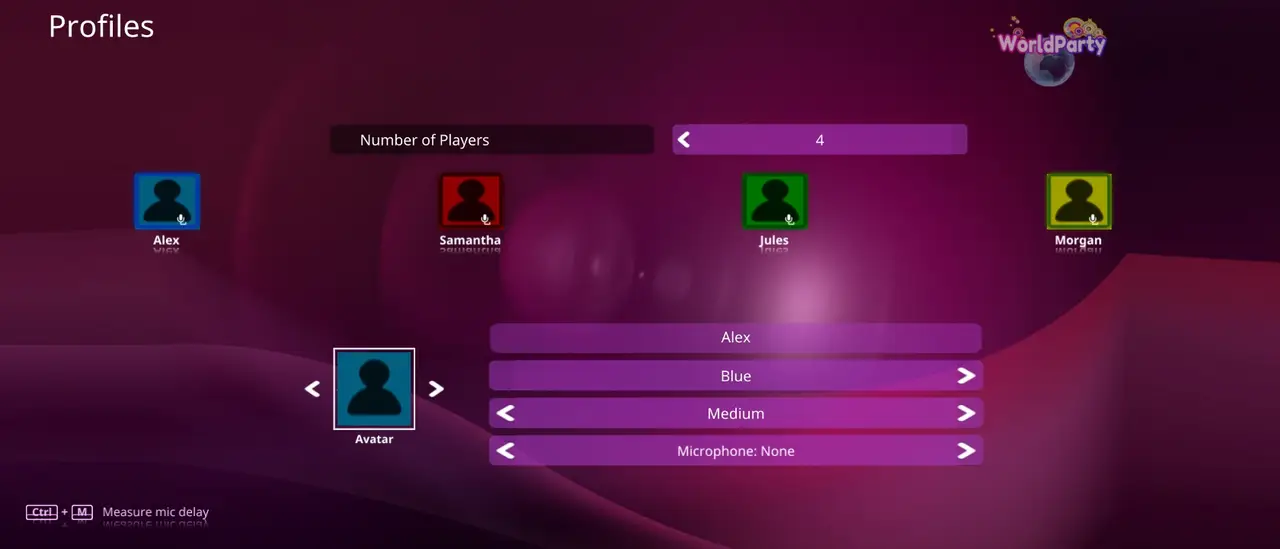 Profiles
WorldParty
Number of Players
4
Alex
Samantha
Jules
Morgan
Alex
Blue
Medium
Microphone: None
Avatar
Ctrl + M Measure mic delay